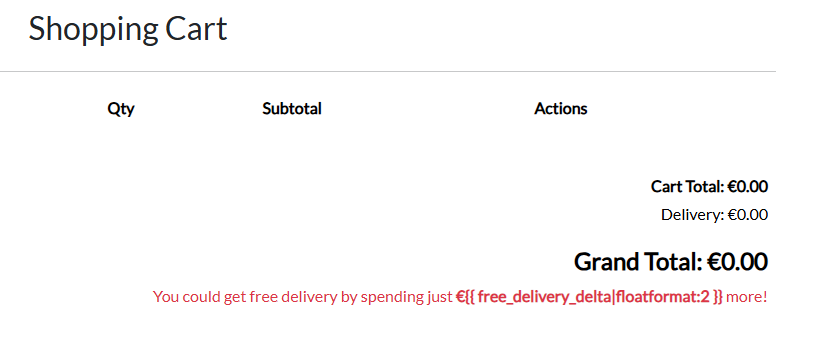 Shopping Cart
Qty Subtotal Actions
Cart Total: €0.00
Delivery: €0.00
Grand Total: €0.00
You could get free delivery by spending just €{{ free_delivery_delta|floatformat:2 }} more!